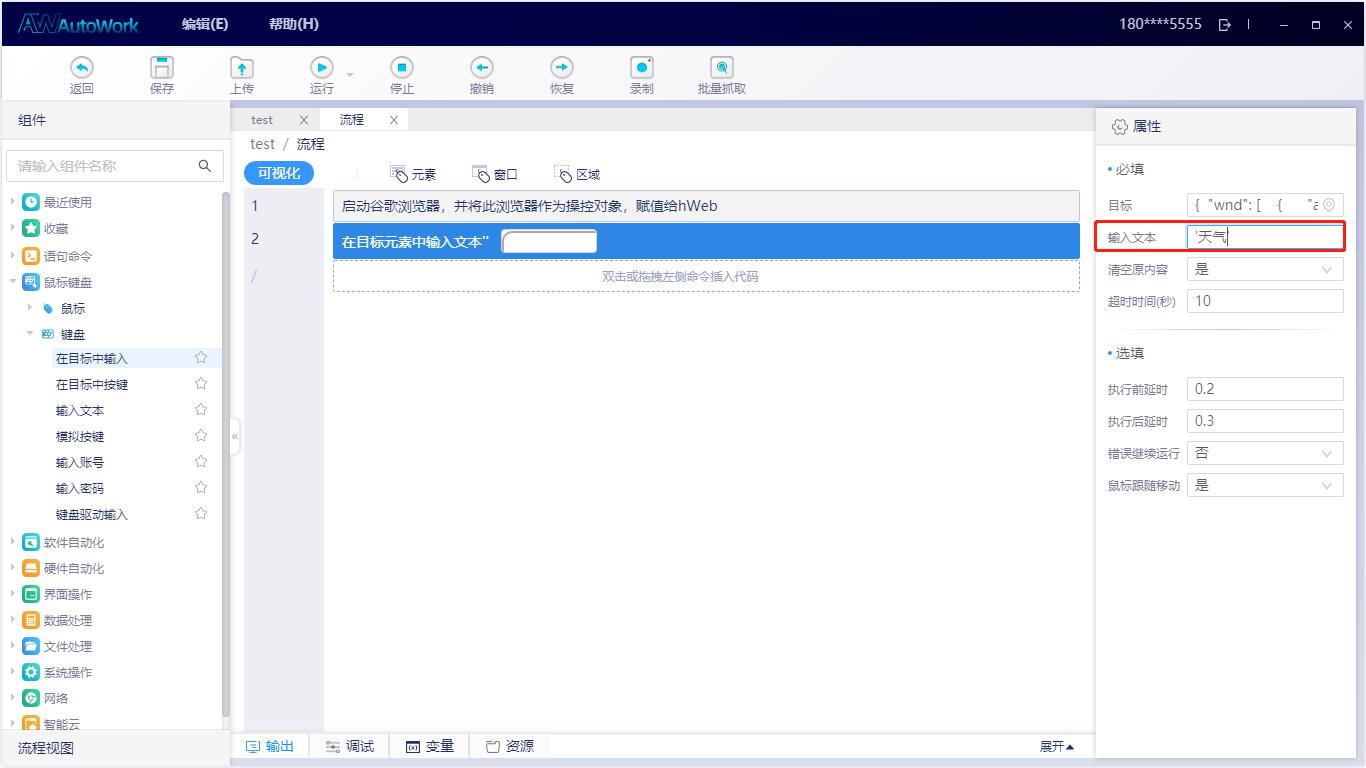 AutoWork 编辑(E) 帮助(H) 180****5555
返回 保存 上传 运行 停止 撤销 恢复 录制 批量抓取
组件
请输入组件名称
最近使用
收藏
语句命令
鼠标键盘
鼠标
键盘
在目标中输入
在目标中按键
输入文本
模拟按键
输入账号
输入密码
键盘驱动输入
软件自动化
硬件自动化
界面操作
数据处理
文件处理
系统操作
网络
智能云
流程视图
test 流程
test / 流程
可视化 元素 窗口 区域
1 启动谷歌浏览器，并将此浏览器作为操控对象，赋值给hWeb
2 在目标元素中输入文本''
/ 双击或拖拽左侧命令插入代码
输出 调试 变量 资源 展开
属性
必填
目标 { "wnd": [ { "a
输入文本 '天气'
清空原内容 是
超时时间(秒) 10
选填
执行前延时 0.2
执行后延时 0.3
错误继续运行 否
鼠标跟随移动 是